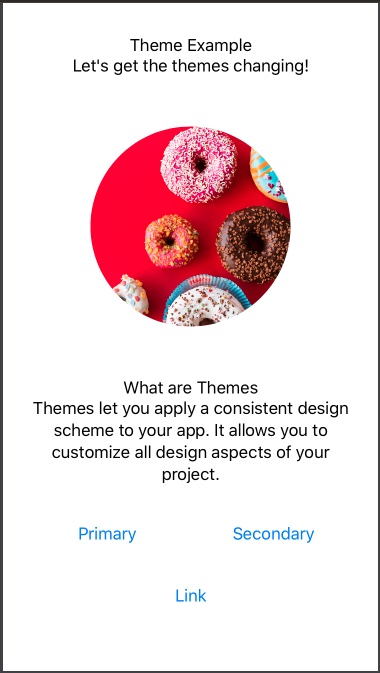 Theme Example
Let's get the themes changing!
What are Themes
Themes let you apply a consistent design
scheme to your app. It allows you to
customize all design aspects of your
project.
Primary
Secondary
Link